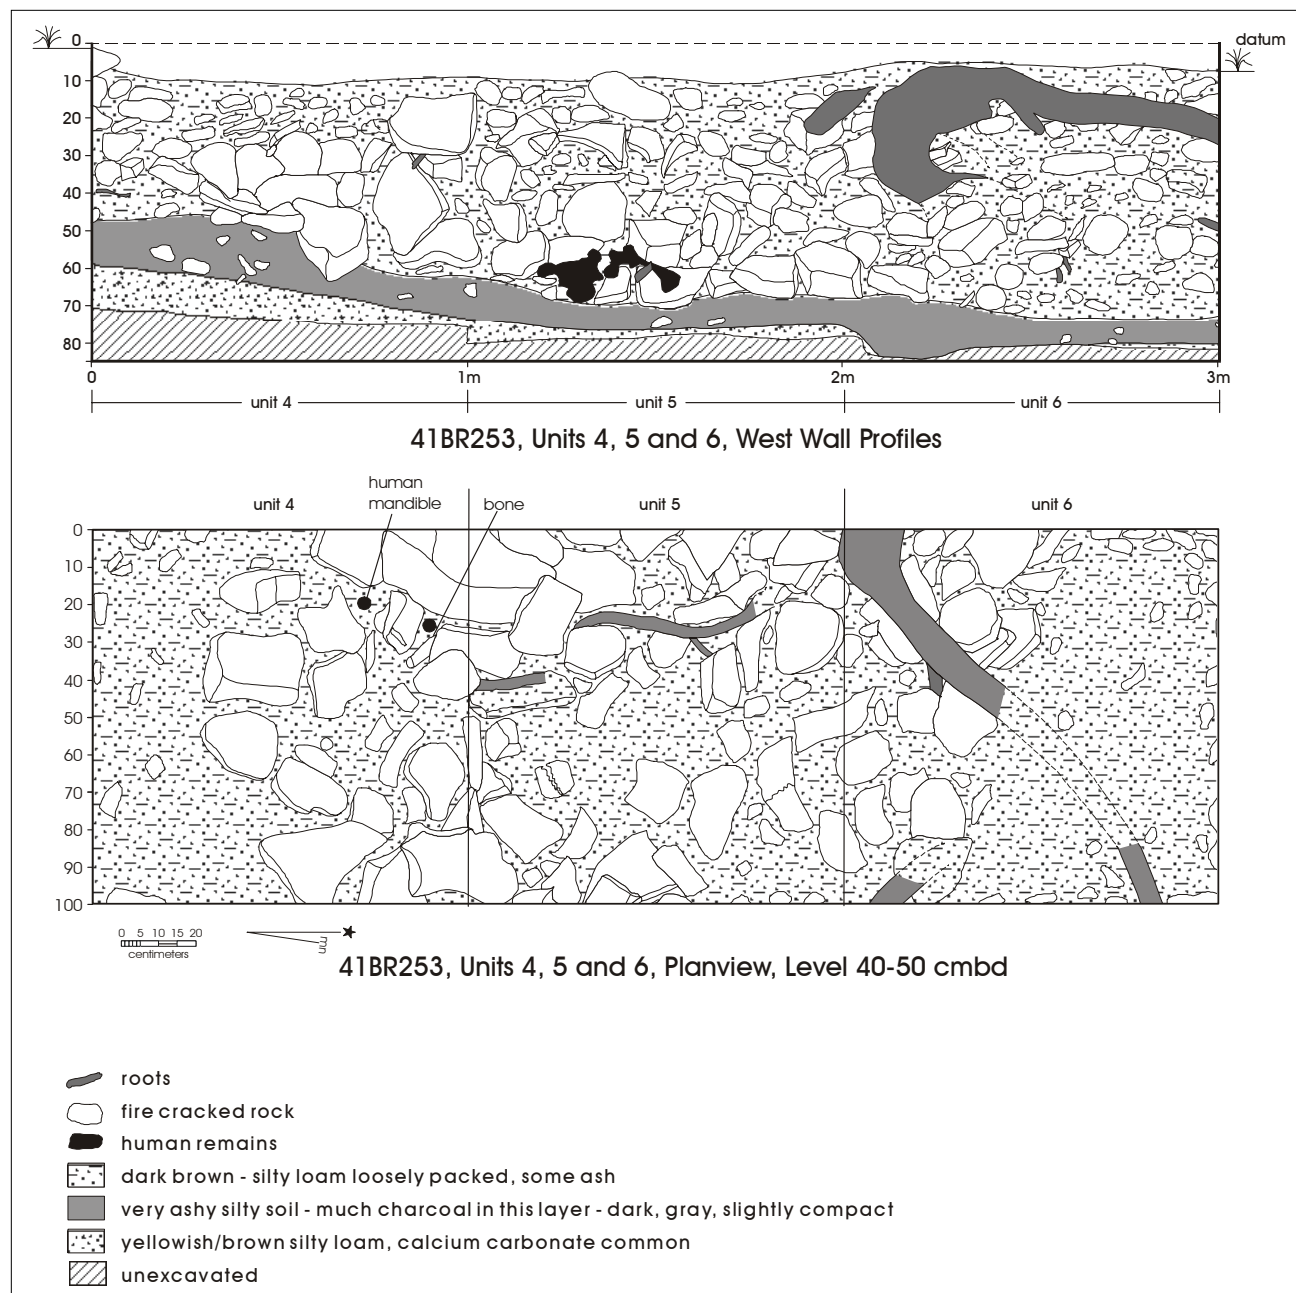 0
datum
10
20
30
40
50
60
70
80
0 1m 2m 3m
unit 4 unit 5 unit 6
41BR253, Units 4, 5 and 6, West Wall Profiles
human
mandible
bone
unit 4 unit 5 unit 6
0
10
20
30
40
50
60
70
80
90
100
0 5 10 15 20
centimeters
mn
41BR253, Units 4, 5 and 6, Planview, Level 40-50 cmbd
roots
fire cracked rock
human remains
dark brown - silty loam loosely packed, some ash
very ashy silty soil - much charcoal in this layer - dark, gray, slightly compact
yellowish/brown silty loam, calcium carbonate common
unexcavated